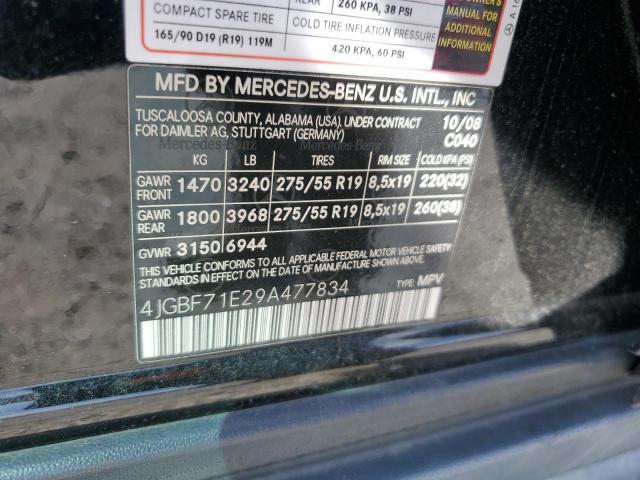 REAR 260 KPA, 38 PSI
COMPACT SPARE TIRE COLD TIRE INFLATION PRESSURE
165/90 D19 (R19) 119M 420 KPA, 60 PSI
MANUAL FOR
ADDITIONAL
INFORMATION
MFD BY MERCEDES-BENZ U.S. INTL., INC
TUSCALOOSA COUNTY, ALABAMA (USA). UNDER CONTRACT 10/08
FOR DAIMLER AG, STUTTGART (GERMANY) C040
KG LB TIRES RIM SIZE COLD KPA (PSI)
GAWR FRONT 1470 3240 275/55 R19 8,5x19 220(32)
GAWR REAR 1800 3968 275/55 R19 8,5x19 260(38)
GVWR 3150 6944
THIS VEHICLE CONFORMS TO ALL APPLICABLE FEDERAL MOTOR VEHICLE SAFETY
STANDARDS IN EFFECT ON THE DATE OF MANUFACTURE SHOWN ABOVE.
4JGBF71E29A477834 TYPE: MPV